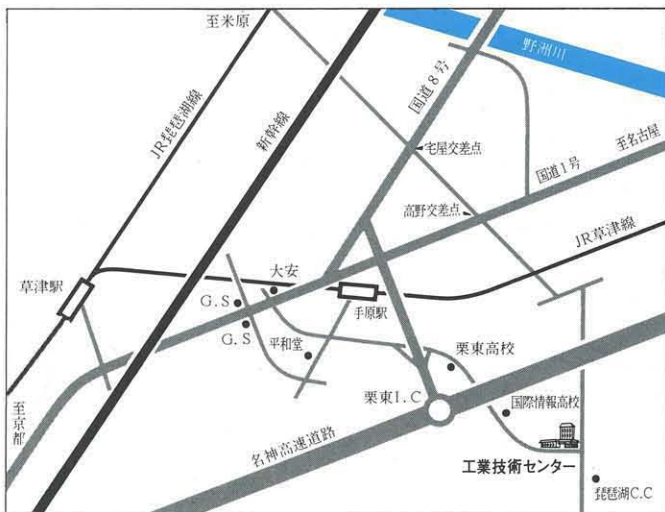 至米原
野洲川
国道8号
JR琵琶湖線
新幹線
宅屋交差点
至名古屋
国道1号
高野交差点
JR草津線
草津駅
大安
G.S
手原駅
G.S
平和堂
栗東高校
栗東I.C
国際情報高校
至京都
名神高速道路
工業技術センター
琵琶湖C.C